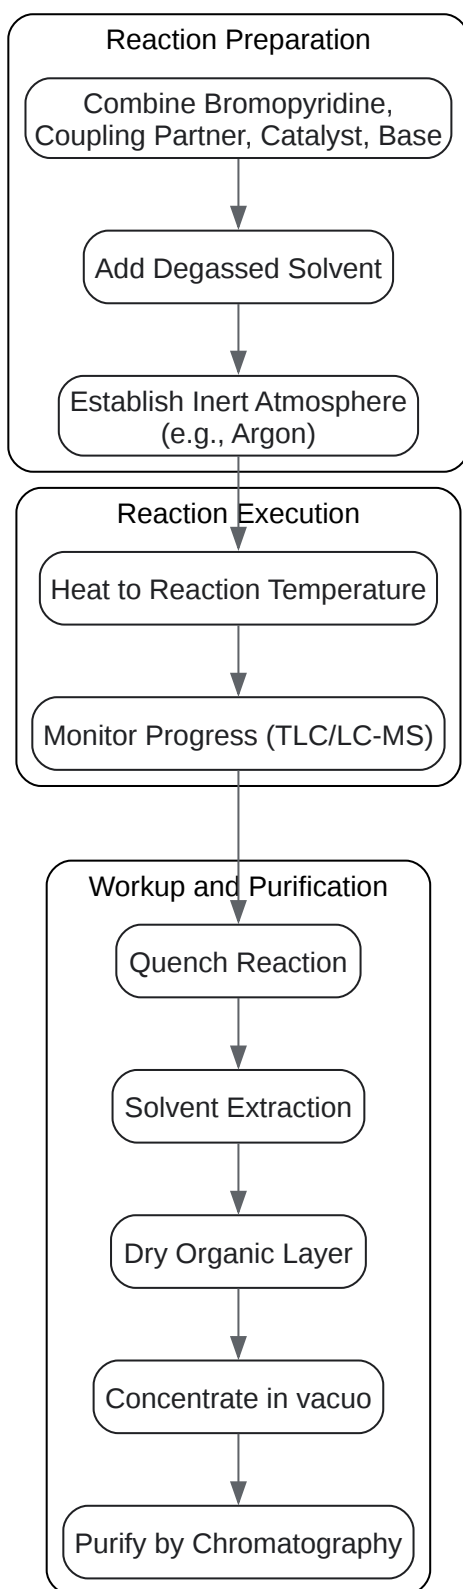 Reaction Preparation
Combine Bromopyridine,
Coupling Partner, Catalyst, Base
Add Degassed Solvent
Establish Inert Atmosphere
(e.g., Argon)
Reaction Execution
Heat to Reaction Temperature
Monitor Progress (TLC/LC-MS)
Workup and Purification
Quench Reaction
Solvent Extraction
Dry Organic Layer
Concentrate in vacuo
Purify by Chromatography